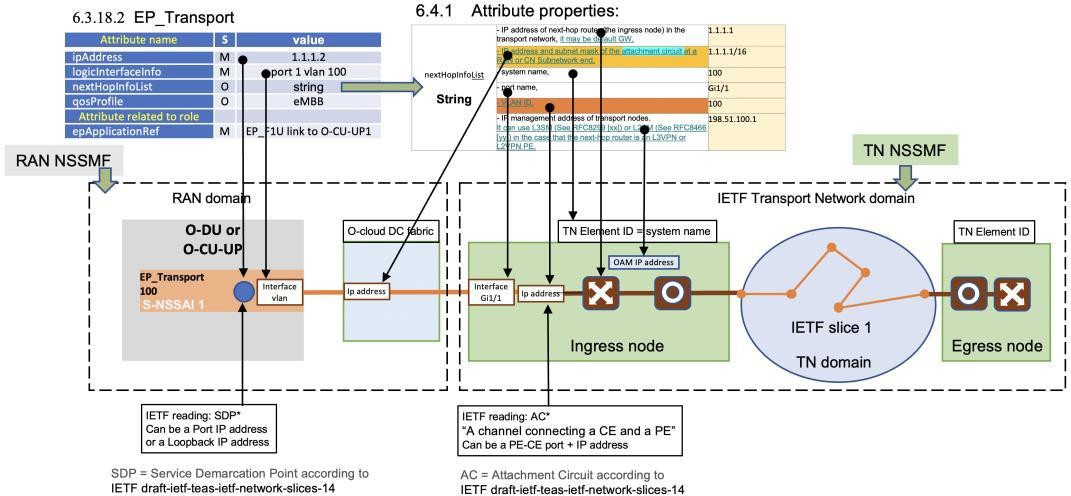 6.3.18.2 EP_Transport
Attribute name S value
ipAddress M 1.1.1.2
logicInterfaceInfo M port 1 vlan 100
nextHopInfoList O string
qosProfile O eMBB
Attribute related to role
epApplicationRef M EP_F1U link to O-CU-UP1
6.4.1 Attribute properties:
nextHopInfoList
String
- IP address of next-hop router (the ingress node) in the
transport network, it may be default GW,
1.1.1.1
- IP address and subnet mask of the attachment circuit at a
RAN or CN Subnetwork end,
1.1.1.1/16
- system name,
100
- port name,
Gi1/1
- VLAN ID,
100
- IP management address of transport nodes.
It can use L3SM (See RFC8299 [xx]) or L2SM (See RFC8466
[yy]) in the case that the next-hop router is an L3VPN or
L2VPN PE.
198.51.100.1
RAN NSSMF
TN NSSMF
RAN domain
IETF Transport Network domain
O-DU or
O-CU-UP
O-cloud DC fabric
TN Element ID = system name
TN Element ID
OAM IP address
EP_Transport
100
S-NSSAI 1
Interface
vlan
Ip address
Interface
Gi1/1
Ip address
Ingress node
IETF slice 1
TN domain
Egress node
IETF reading: SDP*
Can be a Port IP address
or a Loopback IP address
IETF reading: AC*
“A channel connecting a CE and a PE”
Can be a PE-CE port + IP address
SDP = Service Demarcation Point according to
IETF draft-ietf-teas-ietf-network-slices-14
AC = Attachment Circuit according to
IETF draft-ietf-teas-ietf-network-slices-14